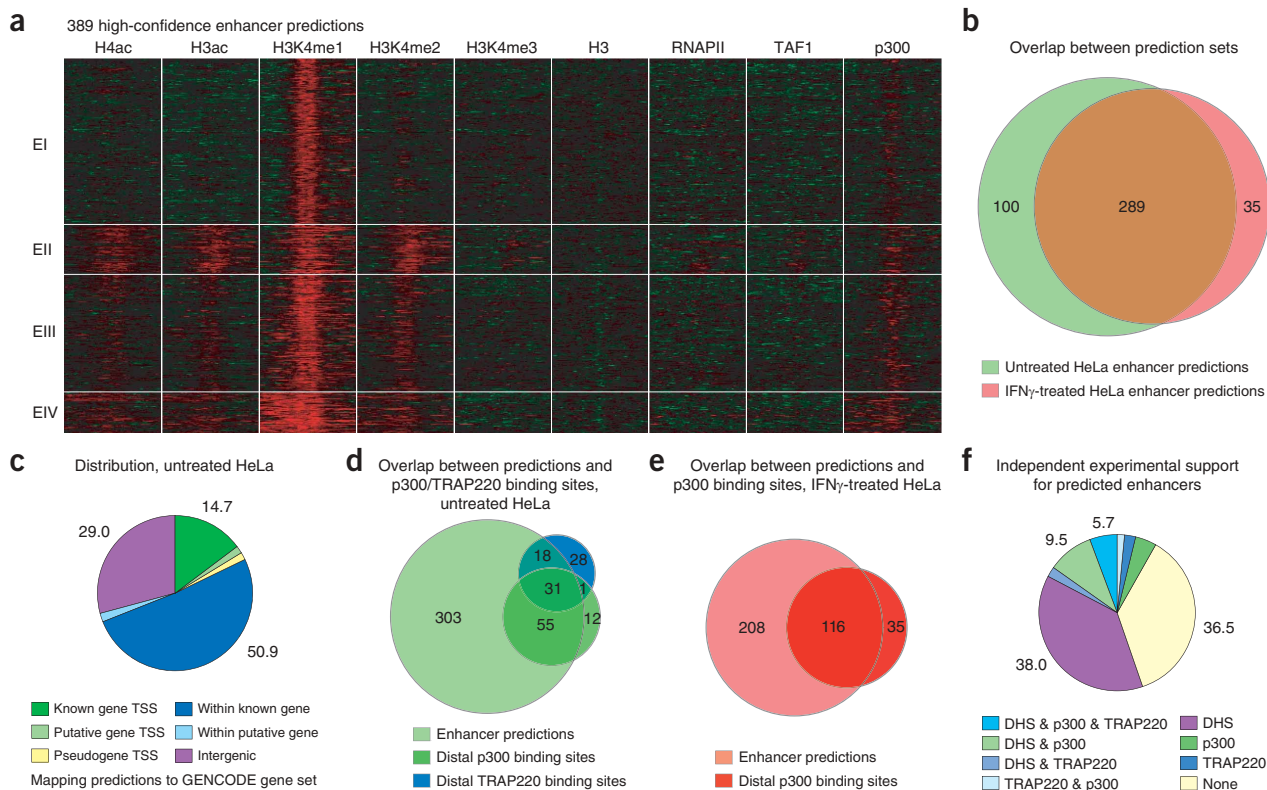 a
389 high-confidence enhancer predictions
H4ac H3ac H3K4me1 H3K4me2 H3K4me3 H3 RNAPII TAF1 p300
EI
EII
EIII
EIV
b
Overlap between prediction sets
100 289 35
Untreated HeLa enhancer predictions
IFNγ-treated HeLa enhancer predictions
c
Distribution, untreated HeLa
14.7
29.0
50.9
Known gene TSS
Putative gene TSS
Pseudogene TSS
Within known gene
Within putative gene
Intergenic
Mapping predictions to GENCODE gene set
d
Overlap between predictions and
p300/TRAP220 binding sites,
untreated HeLa
18 28
31 1
303 55 12
Enhancer predictions
Distal p300 binding sites
Distal TRAP220 binding sites
e
Overlap between predictions and
p300 binding sites, IFNγ-treated HeLa
208 116 35
Enhancer predictions
Distal p300 binding sites
f
Independent experimental support
for predicted enhancers
5.7
9.5
36.5
38.0
DHS & p300 & TRAP220
DHS & p300
DHS & TRAP220
TRAP220 & p300
DHS
p300
TRAP220
None